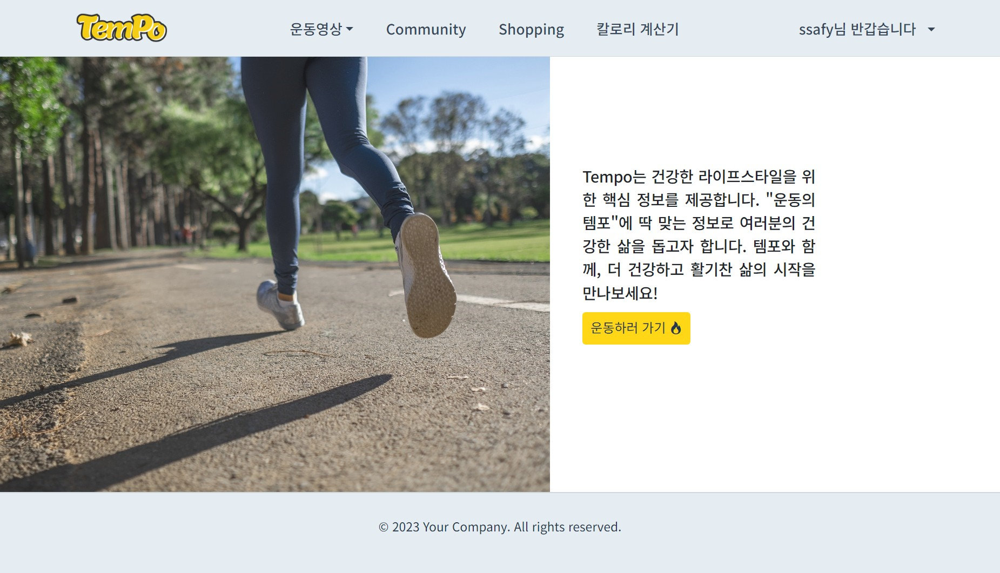 TemPo
운동영상
Community
Shopping
칼로리 계산기
ssafy님 반갑습니다
Tempo는 건강한 라이프스타일을 위
한 핵심 정보를 제공합니다. "운동의
템포"에 딱 맞는 정보로 여러분의 건
강한 삶을 돕고자 합니다. 템포와 함
께, 더 건강하고 활기찬 삶의 시작을
만나보세요!
운동하러 가기
© 2023 Your Company. All rights reserved.